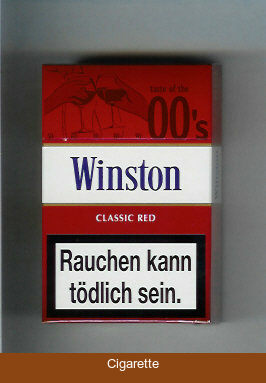 taste of the
00's
Winston
CLASSIC RED
Rauchen kann
tödlich sein.
Cigarette